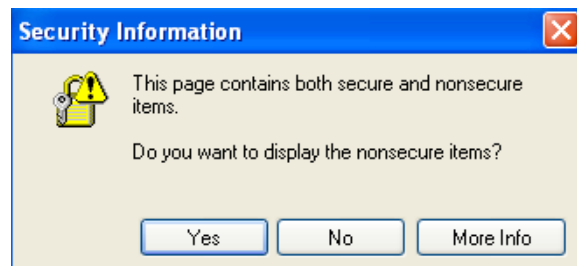 Security Information
This page contains both secure and nonsecure
items.
Do you want to display the nonsecure items?
Yes No More Info